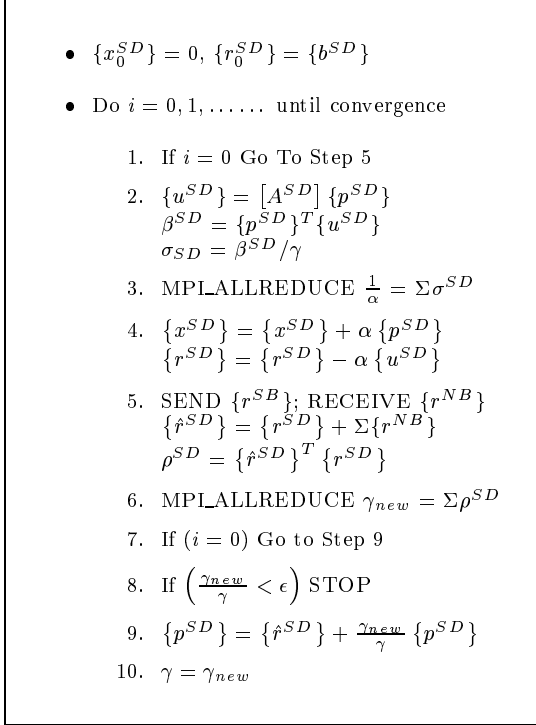 • {x_0^{SD}} = 0, {r_0^{SD}} = {b^{SD}}
• Do i = 0, 1, ...... until convergence
1. If i = 0 Go To Step 5
2. {u^{SD}} = [A^{SD}] {p^{SD}}
β^{SD} = {p^{SD}}^T{u^{SD}}
σ_{SD} = β^{SD}/γ
3. MPI_ALLREDUCE \frac{1}{α} = Σσ^{SD}
4. {x^{SD}} = {x^{SD}} + α {p^{SD}}
{r^{SD}} = {r^{SD}} − α {u^{SD}}
5. SEND {r^{SB}}; RECEIVE {r^{NB}}
{r̂^{SD}} = {r^{SD}} + Σ{r^{NB}}
ρ^{SD} = {r̂^{SD}}^T {r^{SD}}
6. MPI_ALLREDUCE γ_{new} = Σρ^{SD}
7. If (i = 0) Go to Step 9
8. If (\frac{γ_{new}}{γ} < ϵ) STOP
9. {p^{SD}} = {r̂^{SD}} + \frac{γ_{new}}{γ} {p^{SD}}
10. γ = γ_{new}